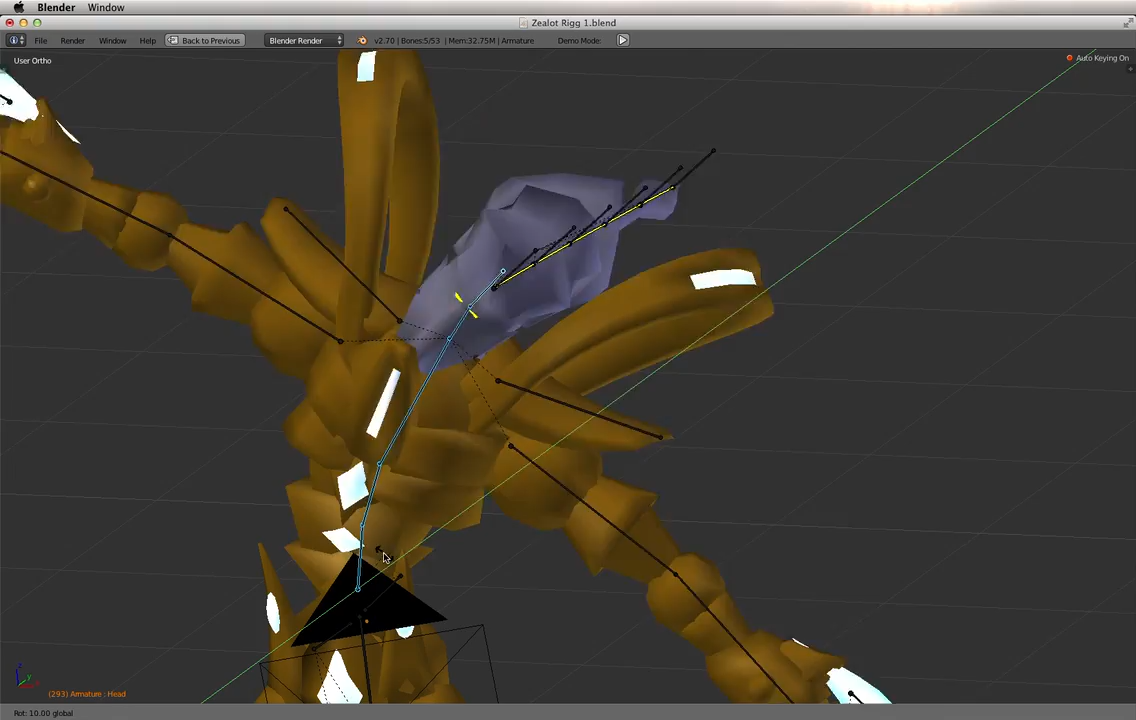 Blender Window
Zealot Rigg 1.blend
File Render Window Help Back to Previous Blender Render v2.70 | Bones:5/53 | Mem:32.75M | Armature Demo Mode:
User Ortho
Auto Keying On
z
y
(293) Armature : Head
Rot: 10.00 global